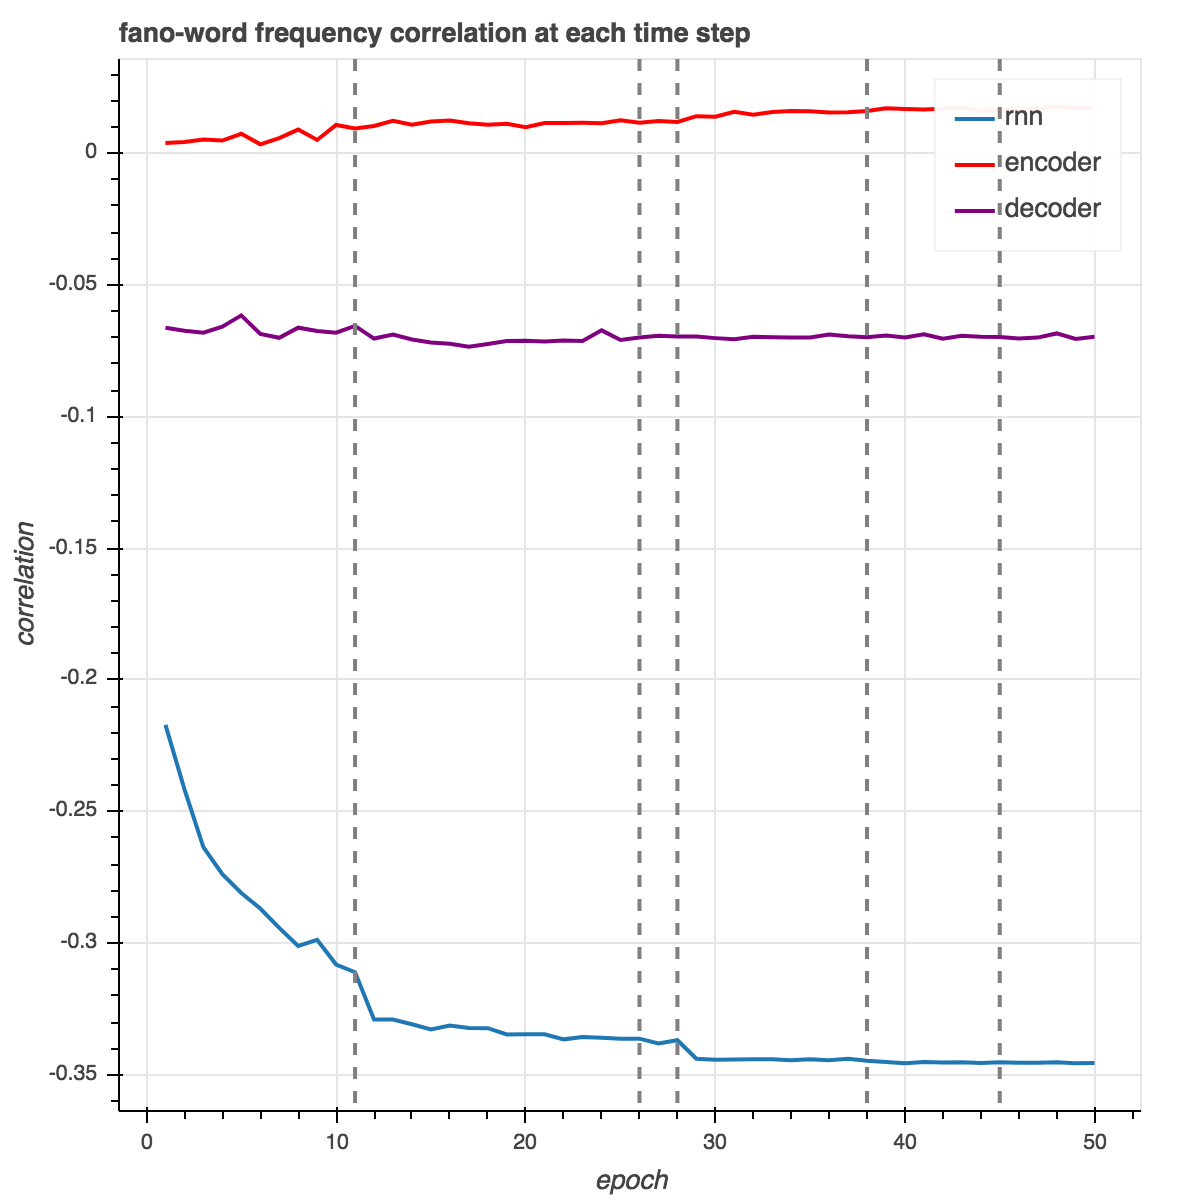 fano-word frequency correlation at each time step
rnn
encoder
decoder
0
-0.05
-0.1
-0.15
-0.2
-0.25
-0.3
-0.35
correlation
0 10 20 30 40 50
epoch